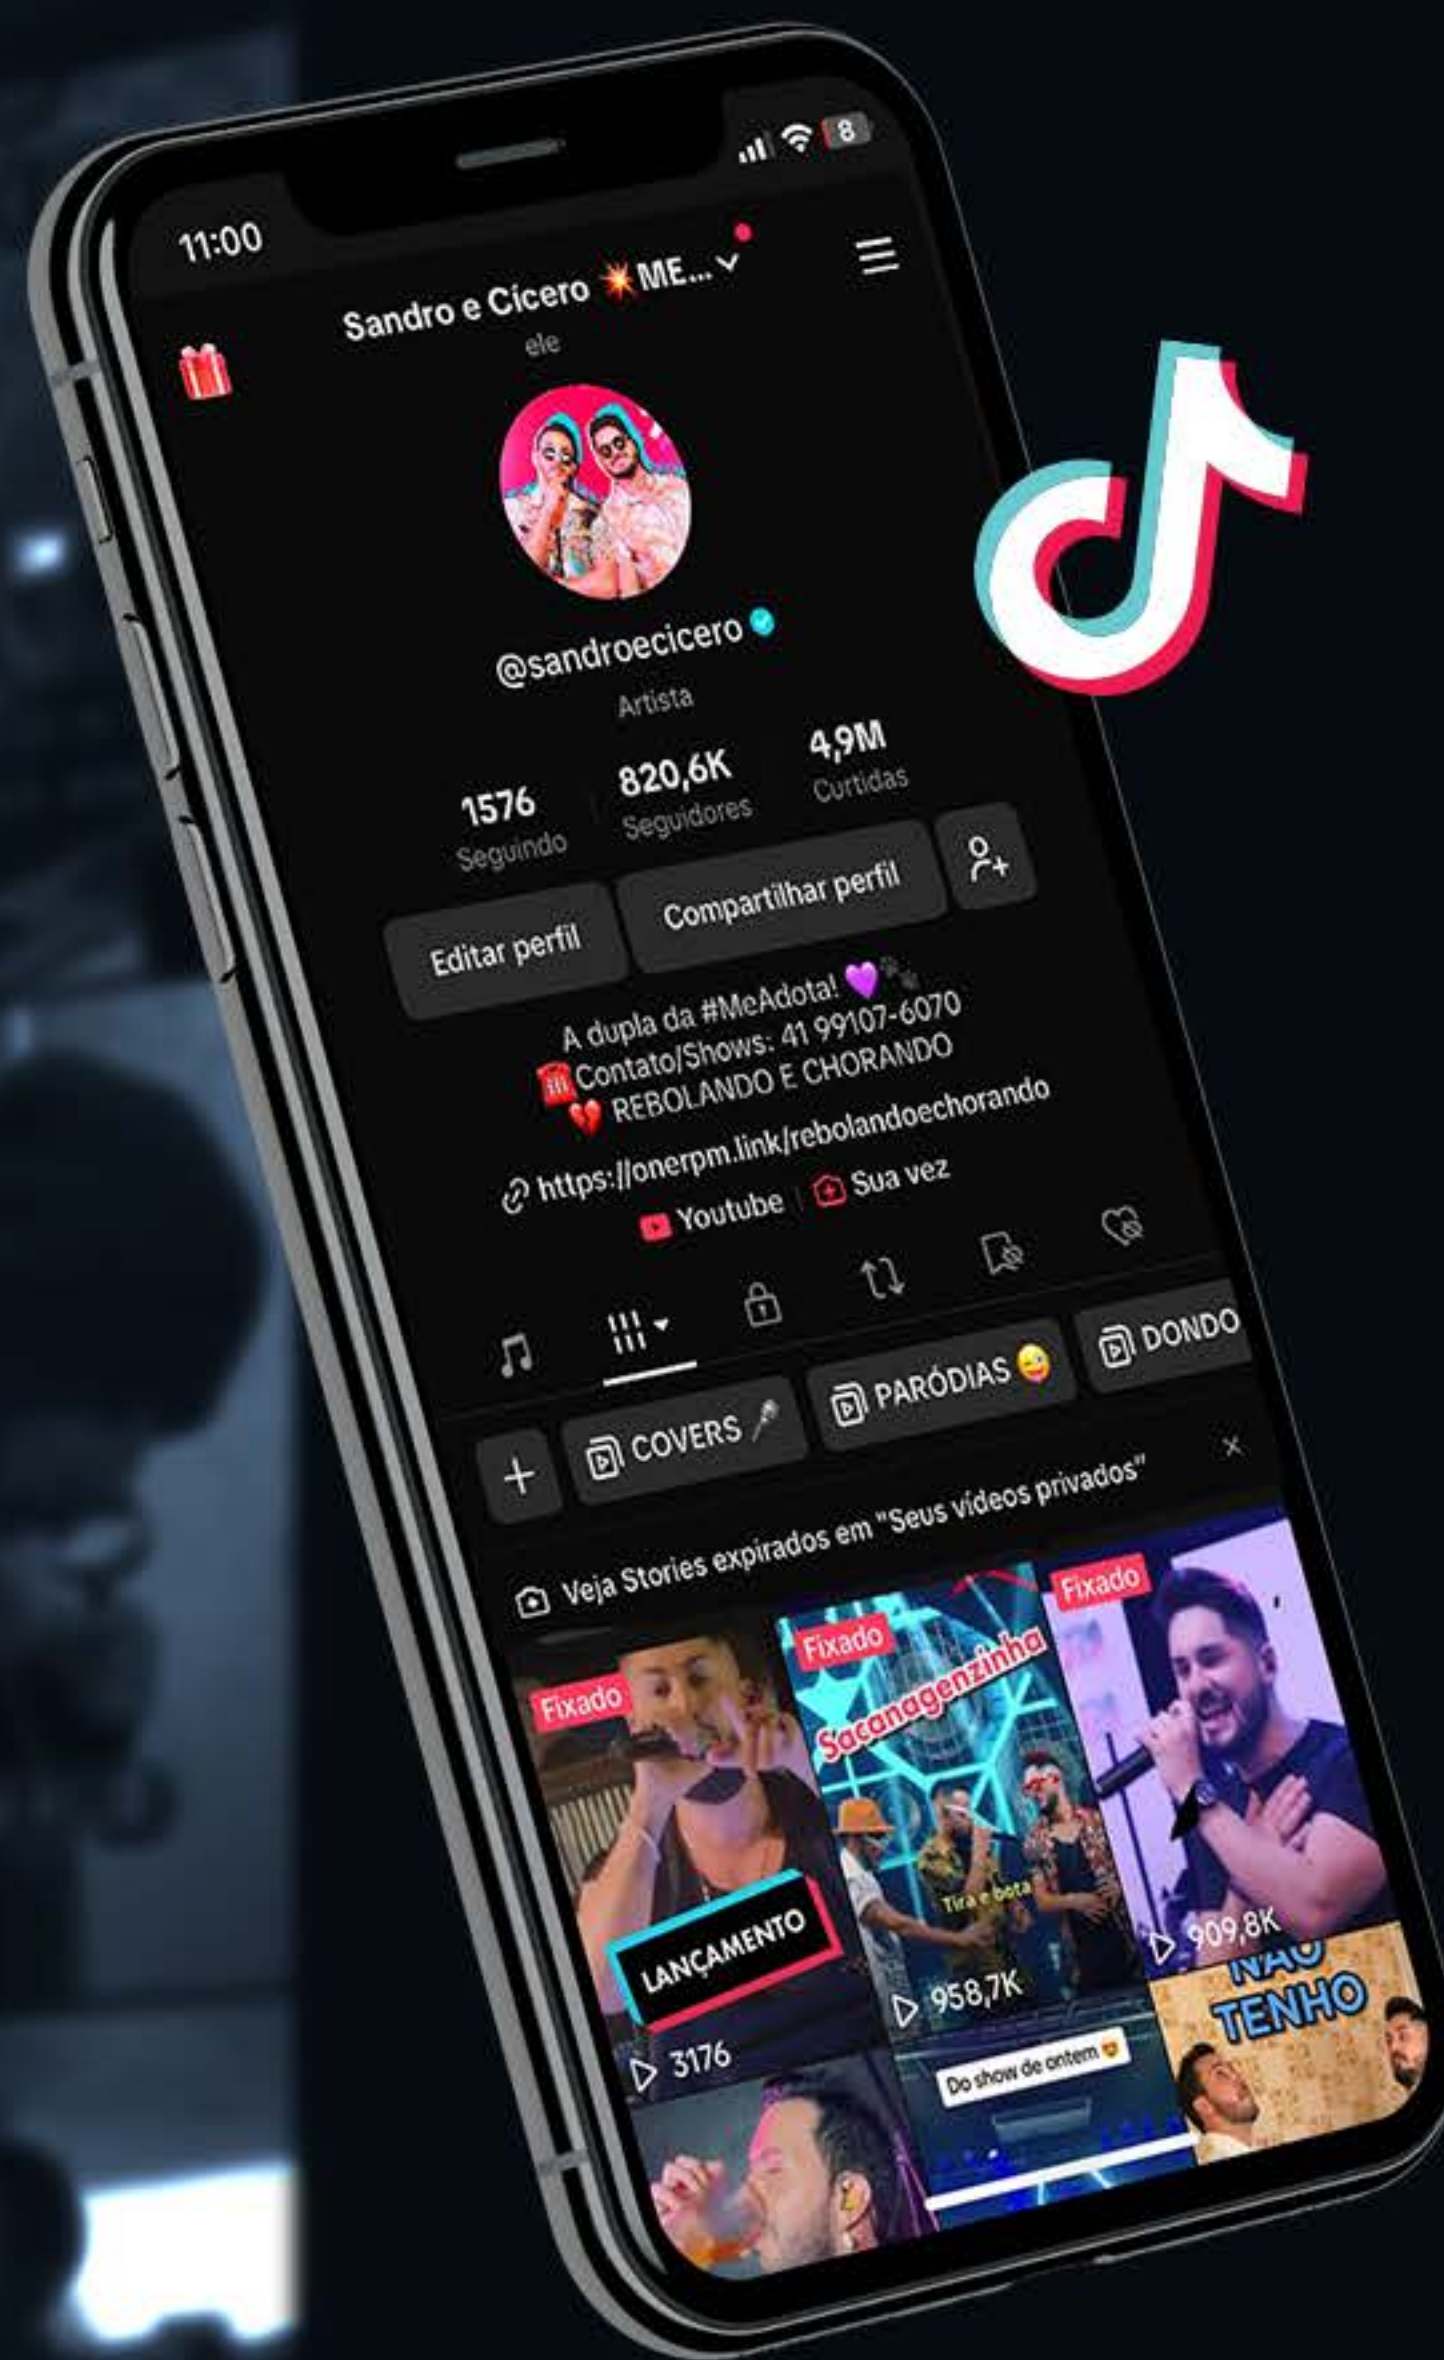 11:00
8
Sandro e Cícero 💥ME...
ele
@sandroecicero
Artista
1576 820,6K 4,9M
Seguindo Seguidores Curtidas
Editar perfil Compartilhar perfil
A dupla da #MeAdota! 💜🐾
☎️Contato/Shows: 41 99107-6070
💔 REBOLANDO E CHORANDO
https://onerpm.link/rebolandoechorando
Youtube Sua vez
COVERS 🎤 PARÓDIAS 😜 DONDO
Veja Stories expirados em "Seus vídeos privados"
Fixado Fixado Fixado
Sacanagenzinha
Tira e bota
LANÇAMENTO
3176 958,7K 909,8K
Do show de ontem 😍
NÃO
TENHO